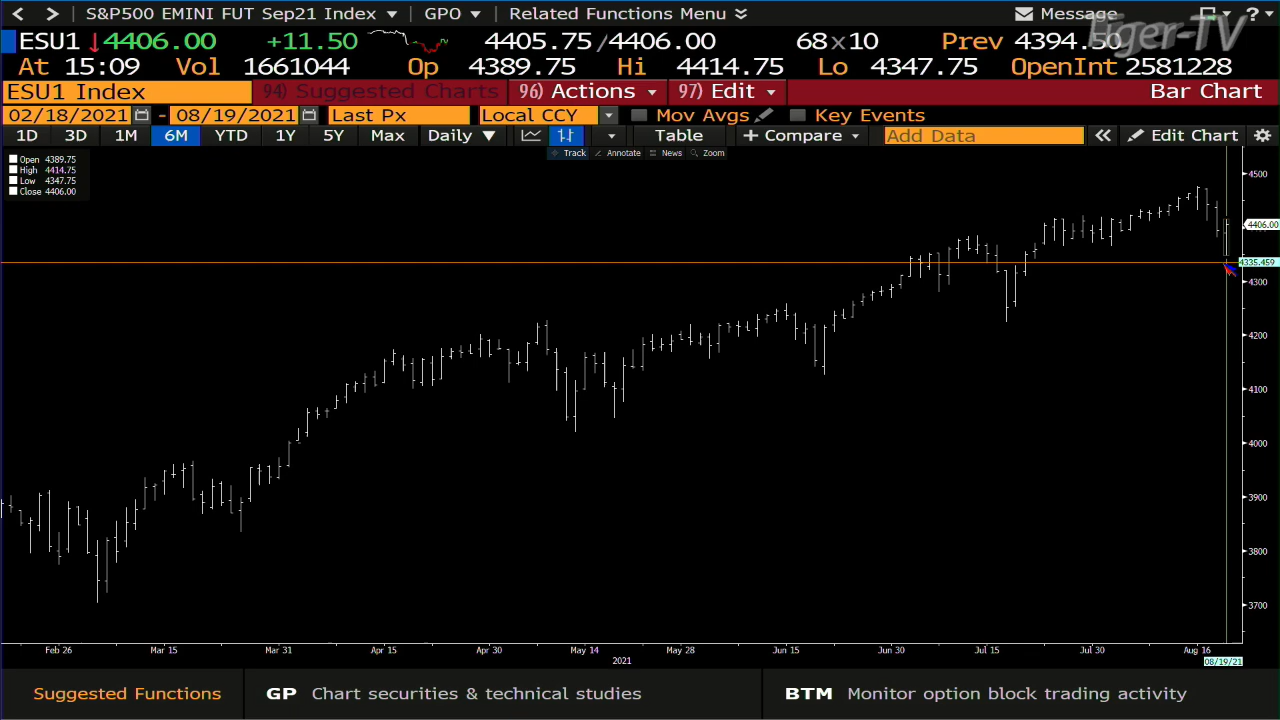 S&P500 EMINI FUT Sep21 Index GPO Related Functions Menu Message ?
Eger-TV
ESU1 4406.00 +11.50 4405.75/4406.00 68x10 Prev 4394.50
At 15:09 Vol 1661044 Op 4389.75 Hi 4414.75 Lo 4347.75 OpenInt 2581228
ESU1 Index 94) Suggested Charts 96) Actions 97) Edit Bar Chart
02/18/2021 - 08/19/2021 Last Px Local CCY Mov Avgs Key Events
1D 3D 1M 6M YTD 1Y 5Y Max Daily Table + Compare Add Data « Edit Chart
Track Annotate News Zoom
Open 4389.75
High 4414.75
Low 4347.75
Close 4406.00
4500
4406.00
4335.459
4300
4200
4100
4000
3900
3800
3700
Feb 26 Mar 15 Mar 31 Apr 15 Apr 30 May 14 May 28 Jun 15 Jun 30 Jul 15 Jul 30 Aug 16
2021 08/19/21
Suggested Functions GP Chart securities & technical studies BTM Monitor option block trading activity